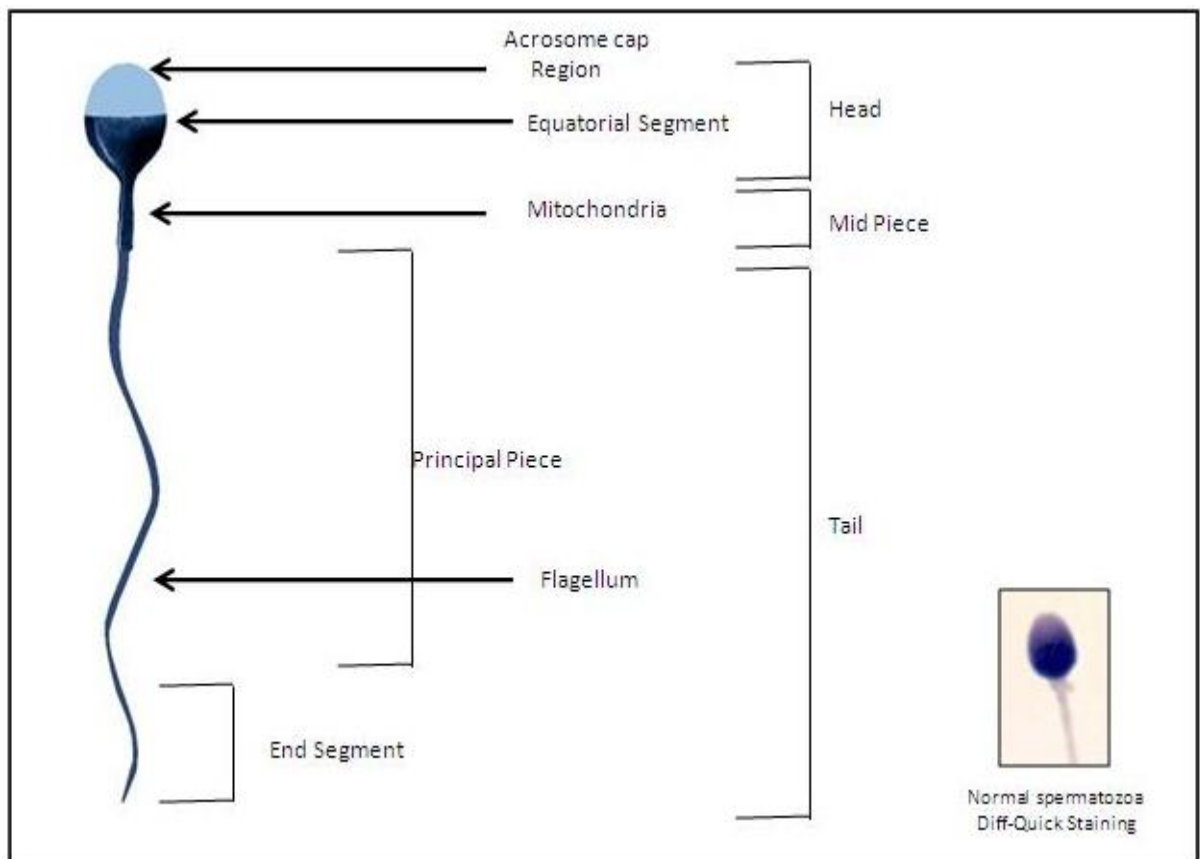 Acrosome cap
Region
Head
Equatorial Segment
Mitochondria
Mid Piece
Principal Piece
Tail
Flagellum
End Segment
Normal spermatozoa
Diff-Quick Staining